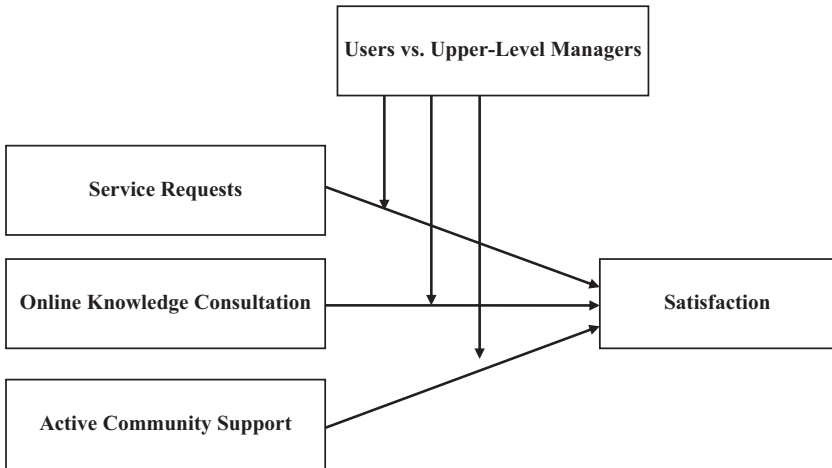 Users vs. Upper-Level Managers
Service Requests
Online Knowledge Consultation
Satisfaction
Active Community Support